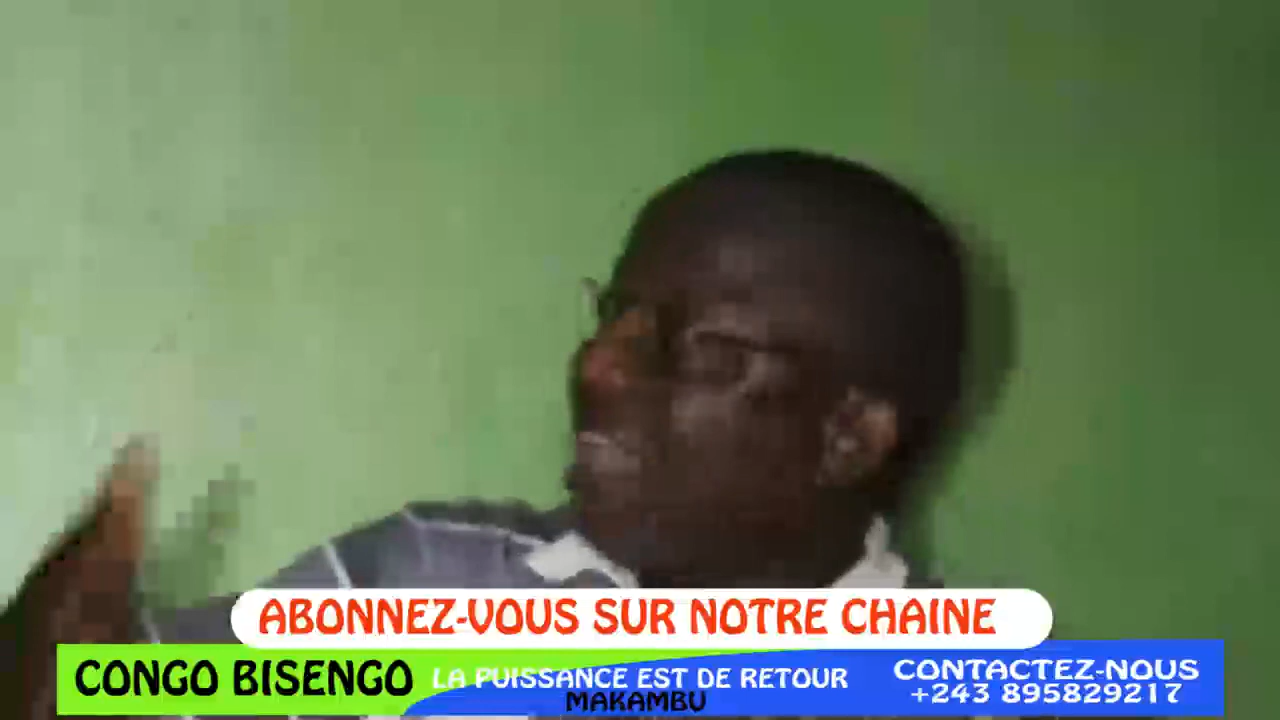 ABONNEZ-VOUS SUR NOTRE CHAINE
CONGO BISENGO
LA PUISSANCE EST DE RETOUR
MAKAMBU
CONTACTEZ-NOUS
+243 895829217